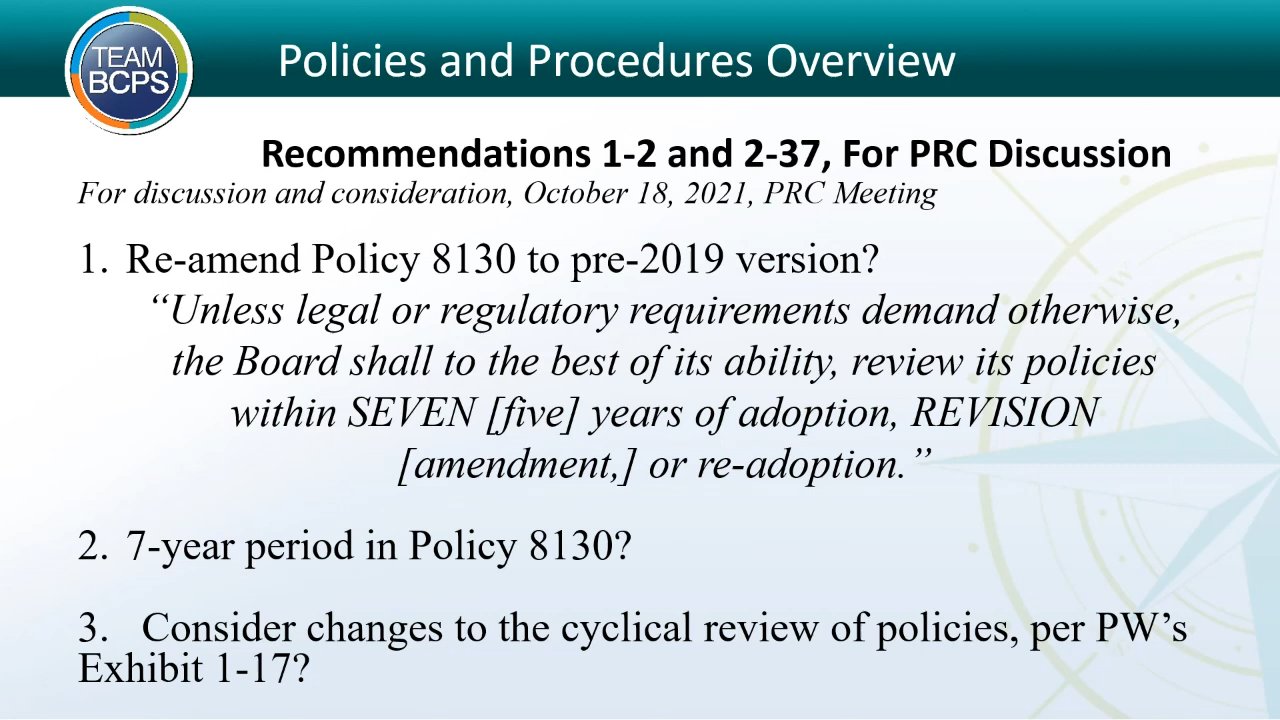 TEAM
BCPS
Policies and Procedures Overview
Recommendations 1-2 and 2-37, For PRC Discussion
For discussion and consideration, October 18, 2021, PRC Meeting
1. Re-amend Policy 8130 to pre-2019 version?
“Unless legal or regulatory requirements demand otherwise,
the Board shall to the best of its ability, review its policies
within SEVEN [five] years of adoption, REVISION
[amendment,] or re-adoption.”
2. 7-year period in Policy 8130?
3. Consider changes to the cyclical review of policies, per PW’s
Exhibit 1-17?